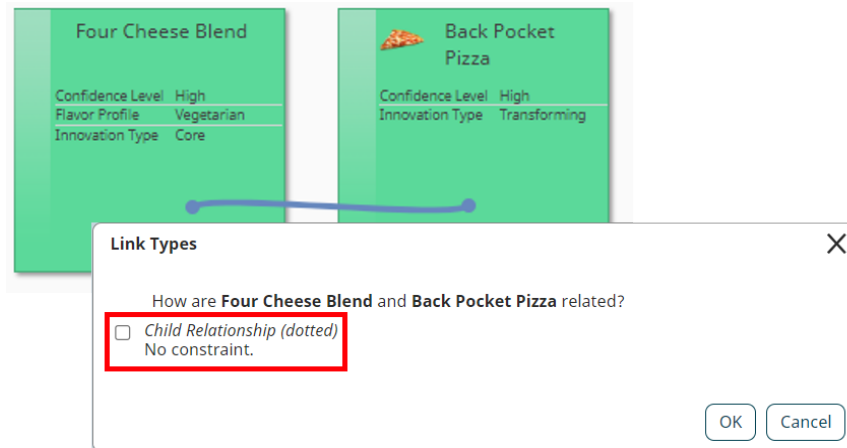 Four Cheese Blend
Confidence Level High
Flavor Profile Vegetarian
Innovation Type Core
Back Pocket
Pizza
Confidence Level High
Innovation Type Transforming
Link Types
How are Four Cheese Blend and Back Pocket Pizza related?
Child Relationship (dotted)
No constraint.
OK Cancel